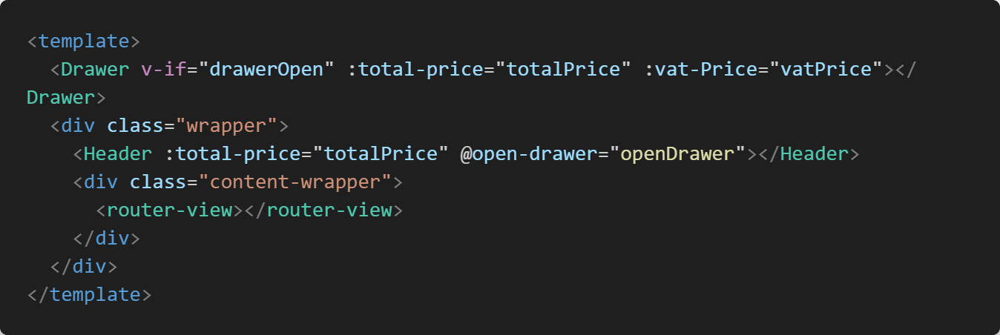 <template>
  <Drawer v-if="drawerOpen" :total-price="totalPrice" :vat-Price="vatPrice"></
Drawer>
  <div class="wrapper">
    <Header :total-price="totalPrice" @open-drawer="openDrawer"></Header>
    <div class="content-wrapper">
      <router-view></router-view>
    </div>
  </div>
</template>